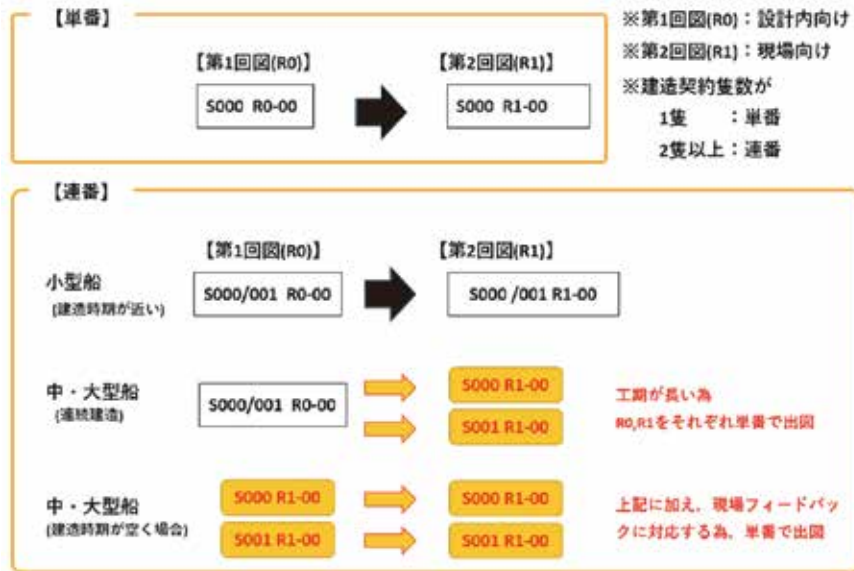 【単番】
※第1回図(R0)：設計内向け
※第2回図(R1)：現場向け
※建造契約隻数が
1隻　　：単番
2隻以上：連番
【第1回図(R0)】
【第2回図(R1)】
S000 R0-00
S000 R1-00
【連番】
【第1回図(R0)】
【第2回図(R1)】
小型船
(建造時期が近い)
S000/001 R0-00
S000 /001 R1-00
中・大型船
(連続建造)
S000/001 R0-00
S000 R1-00
S001 R1-00
工期が長い為
R0,R1をそれぞれ単番で出図
中・大型船
(建造時期が空く場合)
S000 R1-00
S001 R1-00
S000 R1-00
S001 R1-00
上記に加え、現場フィードバッ
クに対応する為、単番で出図